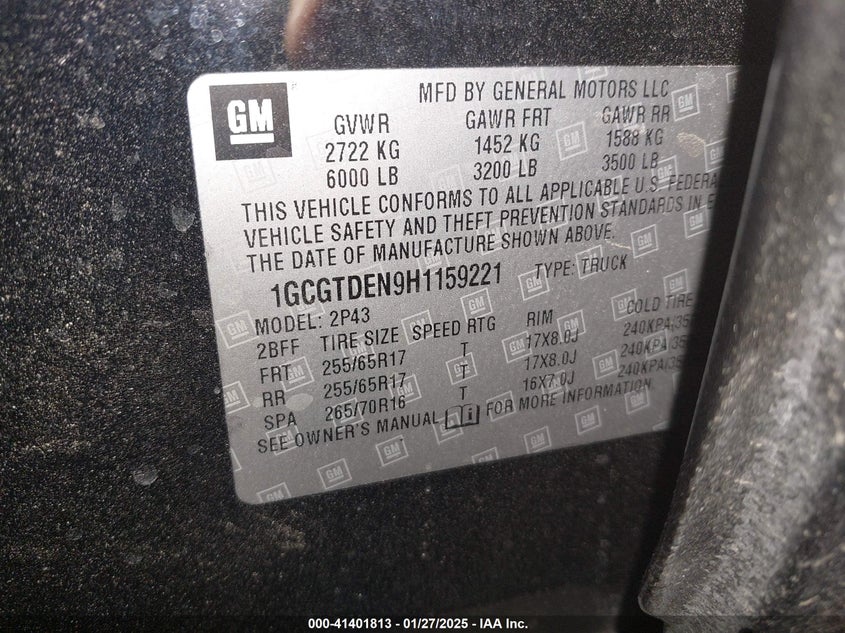 GM
MFD BY GENERAL MOTORS LLC
GVWR GAWR FRT GAWR RR
2722 KG 1452 KG 1588 KG
6000 LB 3200 LB 3500 LB
THIS VEHICLE CONFORMS TO ALL APPLICABLE U.S. FEDERA
VEHICLE SAFETY AND THEFT PREVENTION STANDARDS IN E
THE DATE OF MANUFACTURE SHOWN ABOVE.
1GCGTDEN9H1159221 TYPE: TRUCK
MODEL: 2P43
2BFF TIRE SIZE SPEED RTG RIM COLD TIRE
FRT 255/65R17 T 17X8.0J 240KPA/35
RR 255/65R17 T 17X8.0J 240KPA/35
SPA 265/70R16 T 16X7.0J 240KPA/35
SEE OWNER'S MANUAL FOR MORE INFORMATION.
000-41401813 — 01/27/2025 — IAA Inc.